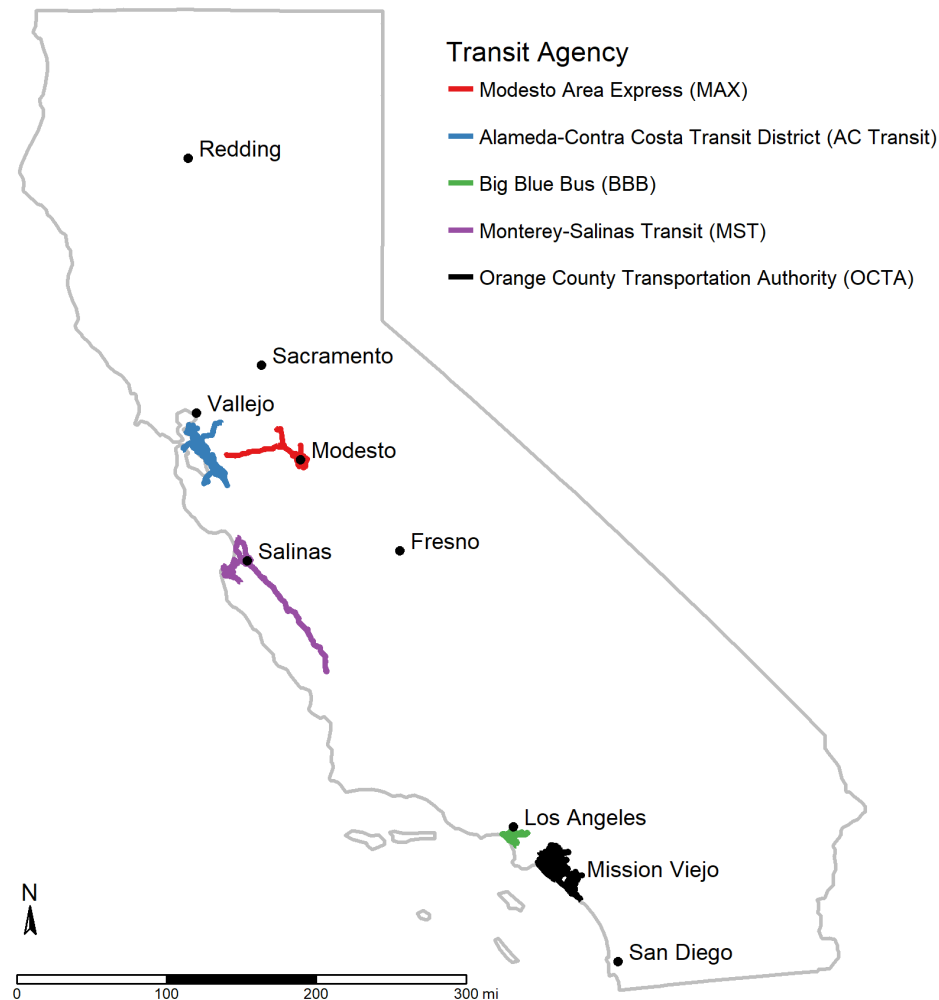 Transit Agency
Modesto Area Express (MAX)
Alameda-Contra Costa Transit District (AC Transit)
Big Blue Bus (BBB)
Monterey-Salinas Transit (MST)
Orange County Transportation Authority (OCTA)
Redding
Sacramento
Vallejo
Modesto
Fresno
Salinas
Los Angeles
Mission Viejo
San Diego
N
0 100 200 300 mi